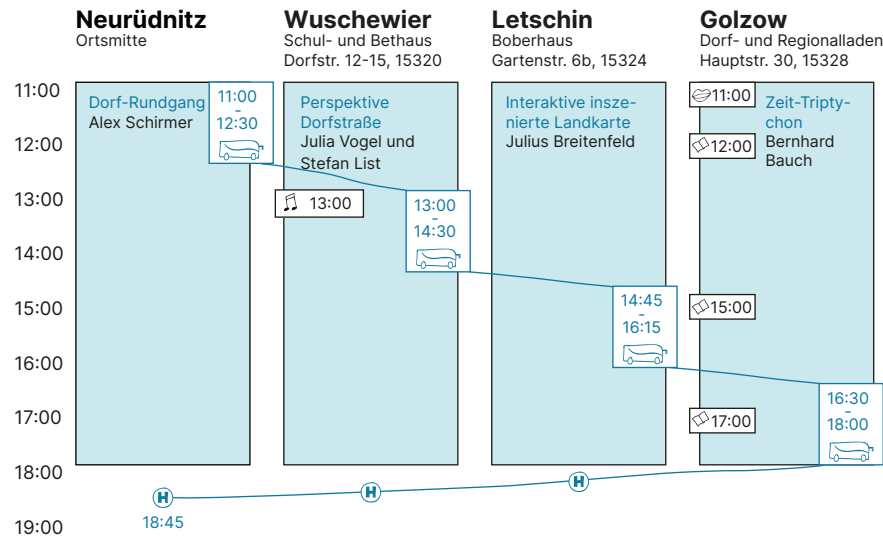 Neurüdnitz
Ortsmitte
Wuschewier
Schul- und Bethaus
Dorfstr. 12-15, 15320
Letschin
Boberhaus
Gartenstr. 6b, 15324
Golzow
Dorf- und Regionalladen
Hauptstr. 30, 15328
11:00
12:00
13:00
14:00
15:00
16:00
17:00
18:00
19:00
Dorf-Rundgang
Alex Schirmer
11:00
-
12:30
Perspektive
Dorfstraße
Julia Vogel und
Stefan List
13:00
13:00
-
14:30
Interaktive insze-
nierte Landkarte
Julius Breitenfeld
14:45
-
16:15
11:00
12:00
Zeit-Tripty-
chon
Bernhard
Bauch
15:00
17:00
16:30
-
18:00
H
H
H
18:45